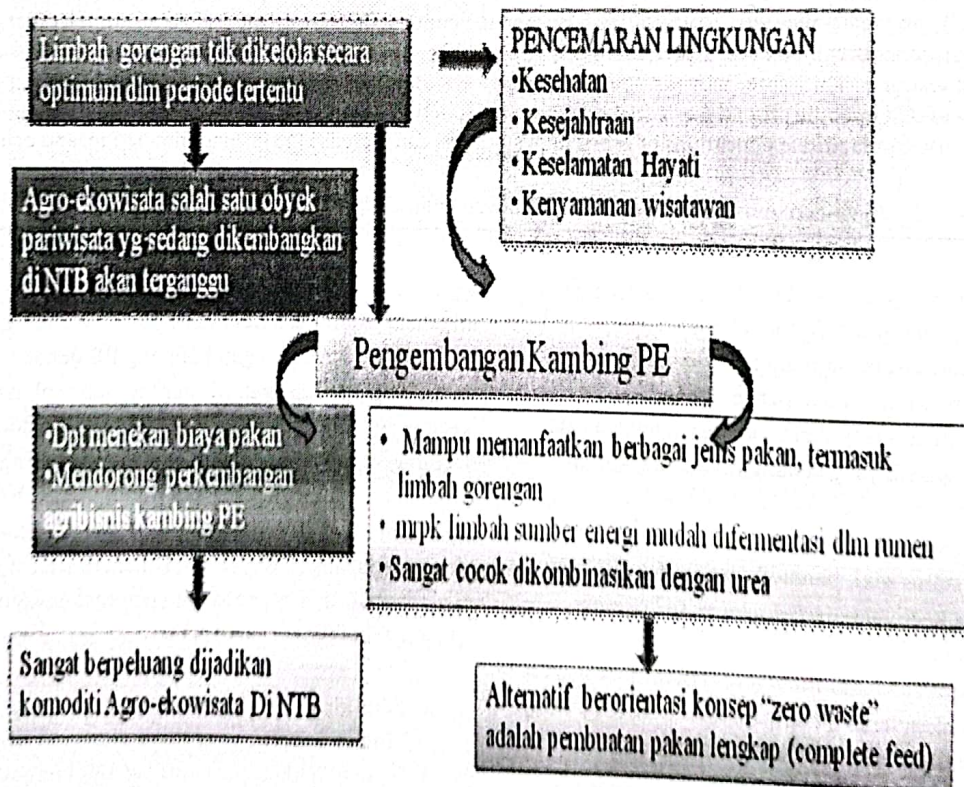 Limbah gorengan tdk dikelola secara
optimum dlm periode tertentu
PENCEMARAN LINGKUNGAN
•Kesehatan
•Kesejahtraan
•Keselamatan Hayati
•Kenyamanan wisatawan
Agro-ekowisata salah satu obyek
pariwisata yg-sedang dikembangkan
di NTB akan terganggu
Pengembangan Kambing PE
•Dpt menekan biaya pakan
•Mendorong perkembangan
agribisnis kambing PE
• Mampu memanfaatkan berbagai jenis pakan, termasuk
limbah gorengan
• mrpk limbah sumber energi mudah difermentasi dlm rumen
•Sangat cocok dikombinasikan dengan urea
Sangat berpeluang dijadikan
komoditi Agro-ekowisata Di NTB
Alternatif berorientasi konsep “zero waste”
adalah pembuatan pakan lengkap (complete feed)